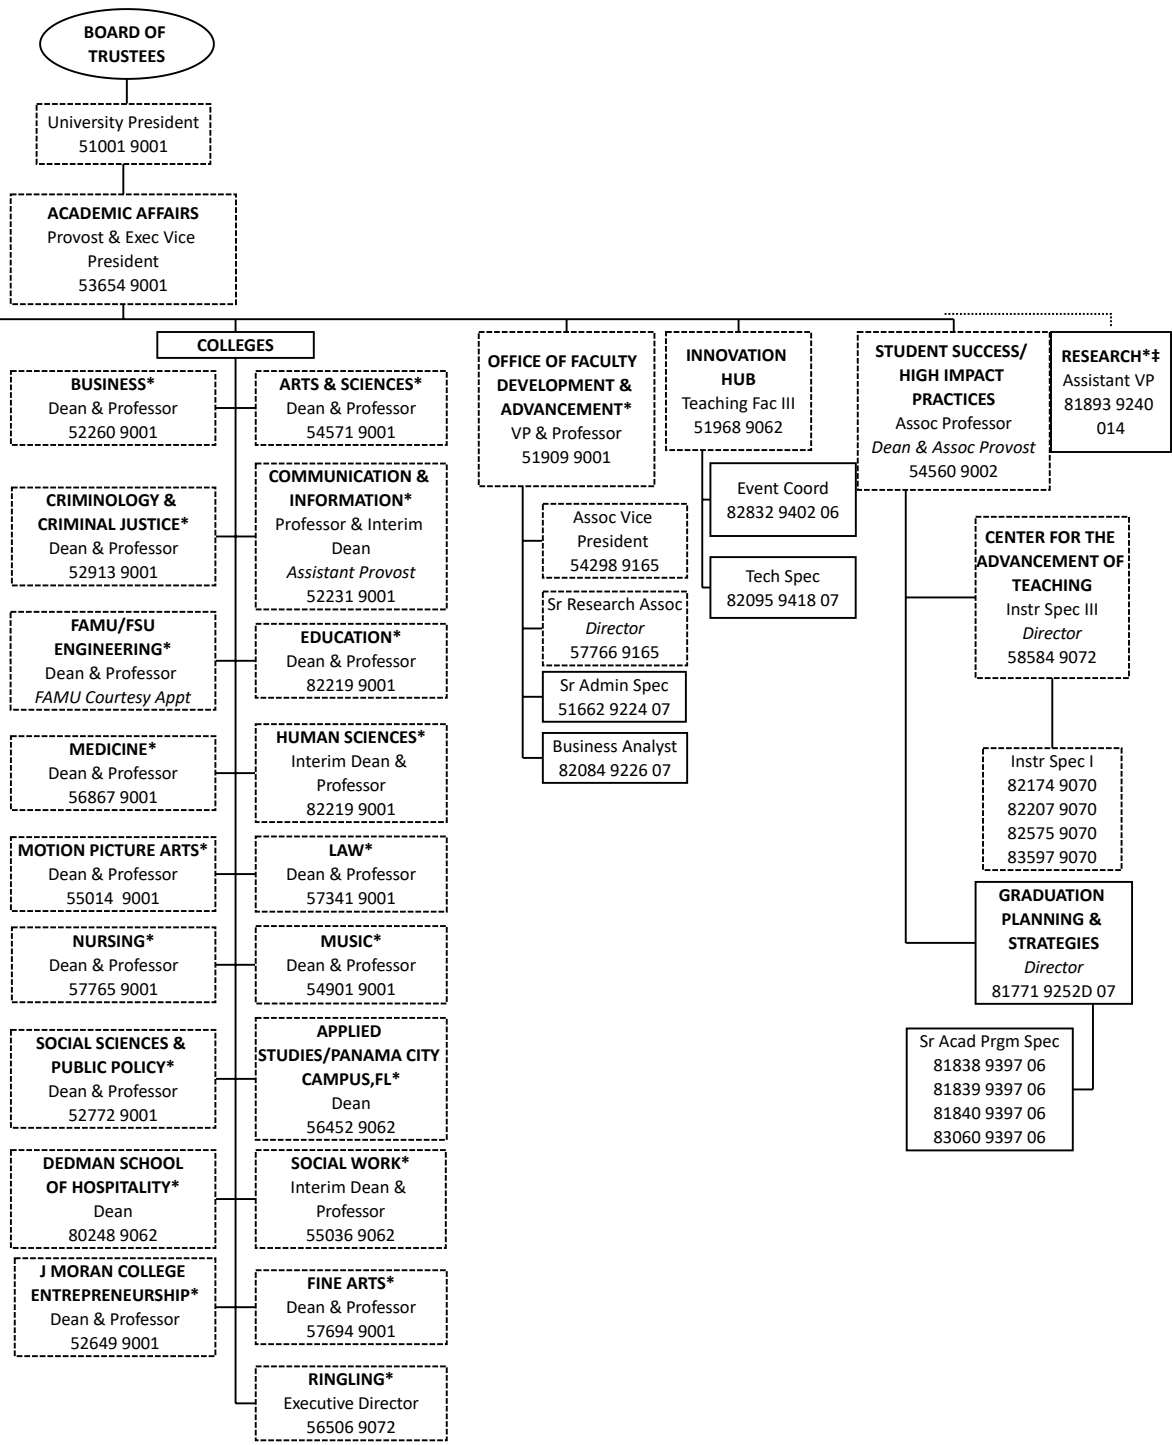 BOARD OF
TRUSTEES
University President
51001 9001
ACADEMIC AFFAIRS
Provost & Exec Vice
President
53654 9001
COLLEGES
BUSINESS*
Dean & Professor
52260 9001
ARTS & SCIENCES*
Dean & Professor
54571 9001
CRIMINOLOGY &
CRIMINAL JUSTICE*
Dean & Professor
52913 9001
COMMUNICATION &
INFORMATION*
Professor & Interim
Dean
Assistant Provost
52231 9001
FAMU/FSU
ENGINEERING*
Dean & Professor
FAMU Courtesy Appt
EDUCATION*
Dean & Professor
82219 9001
MEDICINE*
Dean & Professor
56867 9001
HUMAN SCIENCES*
Interim Dean &
Professor
82219 9001
MOTION PICTURE ARTS*
Dean & Professor
55014  9001
LAW*
Dean & Professor
57341 9001
NURSING*
Dean & Professor
57765 9001
MUSIC*
Dean & Professor
54901 9001
SOCIAL SCIENCES &
PUBLIC POLICY*
Dean & Professor
52772 9001
APPLIED
STUDIES/PANAMA CITY
CAMPUS,FL*
Dean
56452 9062
DEDMAN SCHOOL
OF HOSPITALITY*
Dean
80248 9062
SOCIAL WORK*
Interim Dean &
Professor
55036 9062
J MORAN COLLEGE
ENTREPRENEURSHIP*
Dean & Professor
52649 9001
FINE ARTS*
Dean & Professor
57694 9001
RINGLING*
Executive Director
56506 9072
OFFICE OF FACULTY
DEVELOPMENT &
ADVANCEMENT*
VP & Professor
51909 9001
Assoc Vice
President
54298 9165
Sr Research Assoc
Director
57766 9165
Sr Admin Spec
51662 9224 07
Business Analyst
82084 9226 07
INNOVATION
HUB
Teaching Fac III
51968 9062
Event Coord
82832 9402 06
Tech Spec
82095 9418 07
STUDENT SUCCESS/
HIGH IMPACT
PRACTICES
Assoc Professor
Dean & Assoc Provost
54560 9002
CENTER FOR THE
ADVANCEMENT OF
TEACHING
Instr Spec III
Director
58584 9072
Instr Spec I
82174 9070
82207 9070
82575 9070
83597 9070
GRADUATION
PLANNING &
STRATEGIES
Director
81771 9252D 07
Sr Acad Prgm Spec
81838 9397 06
81839 9397 06
81840 9397 06
83060 9397 06
RESEARCH*‡
Assistant VP
81893 9240
014